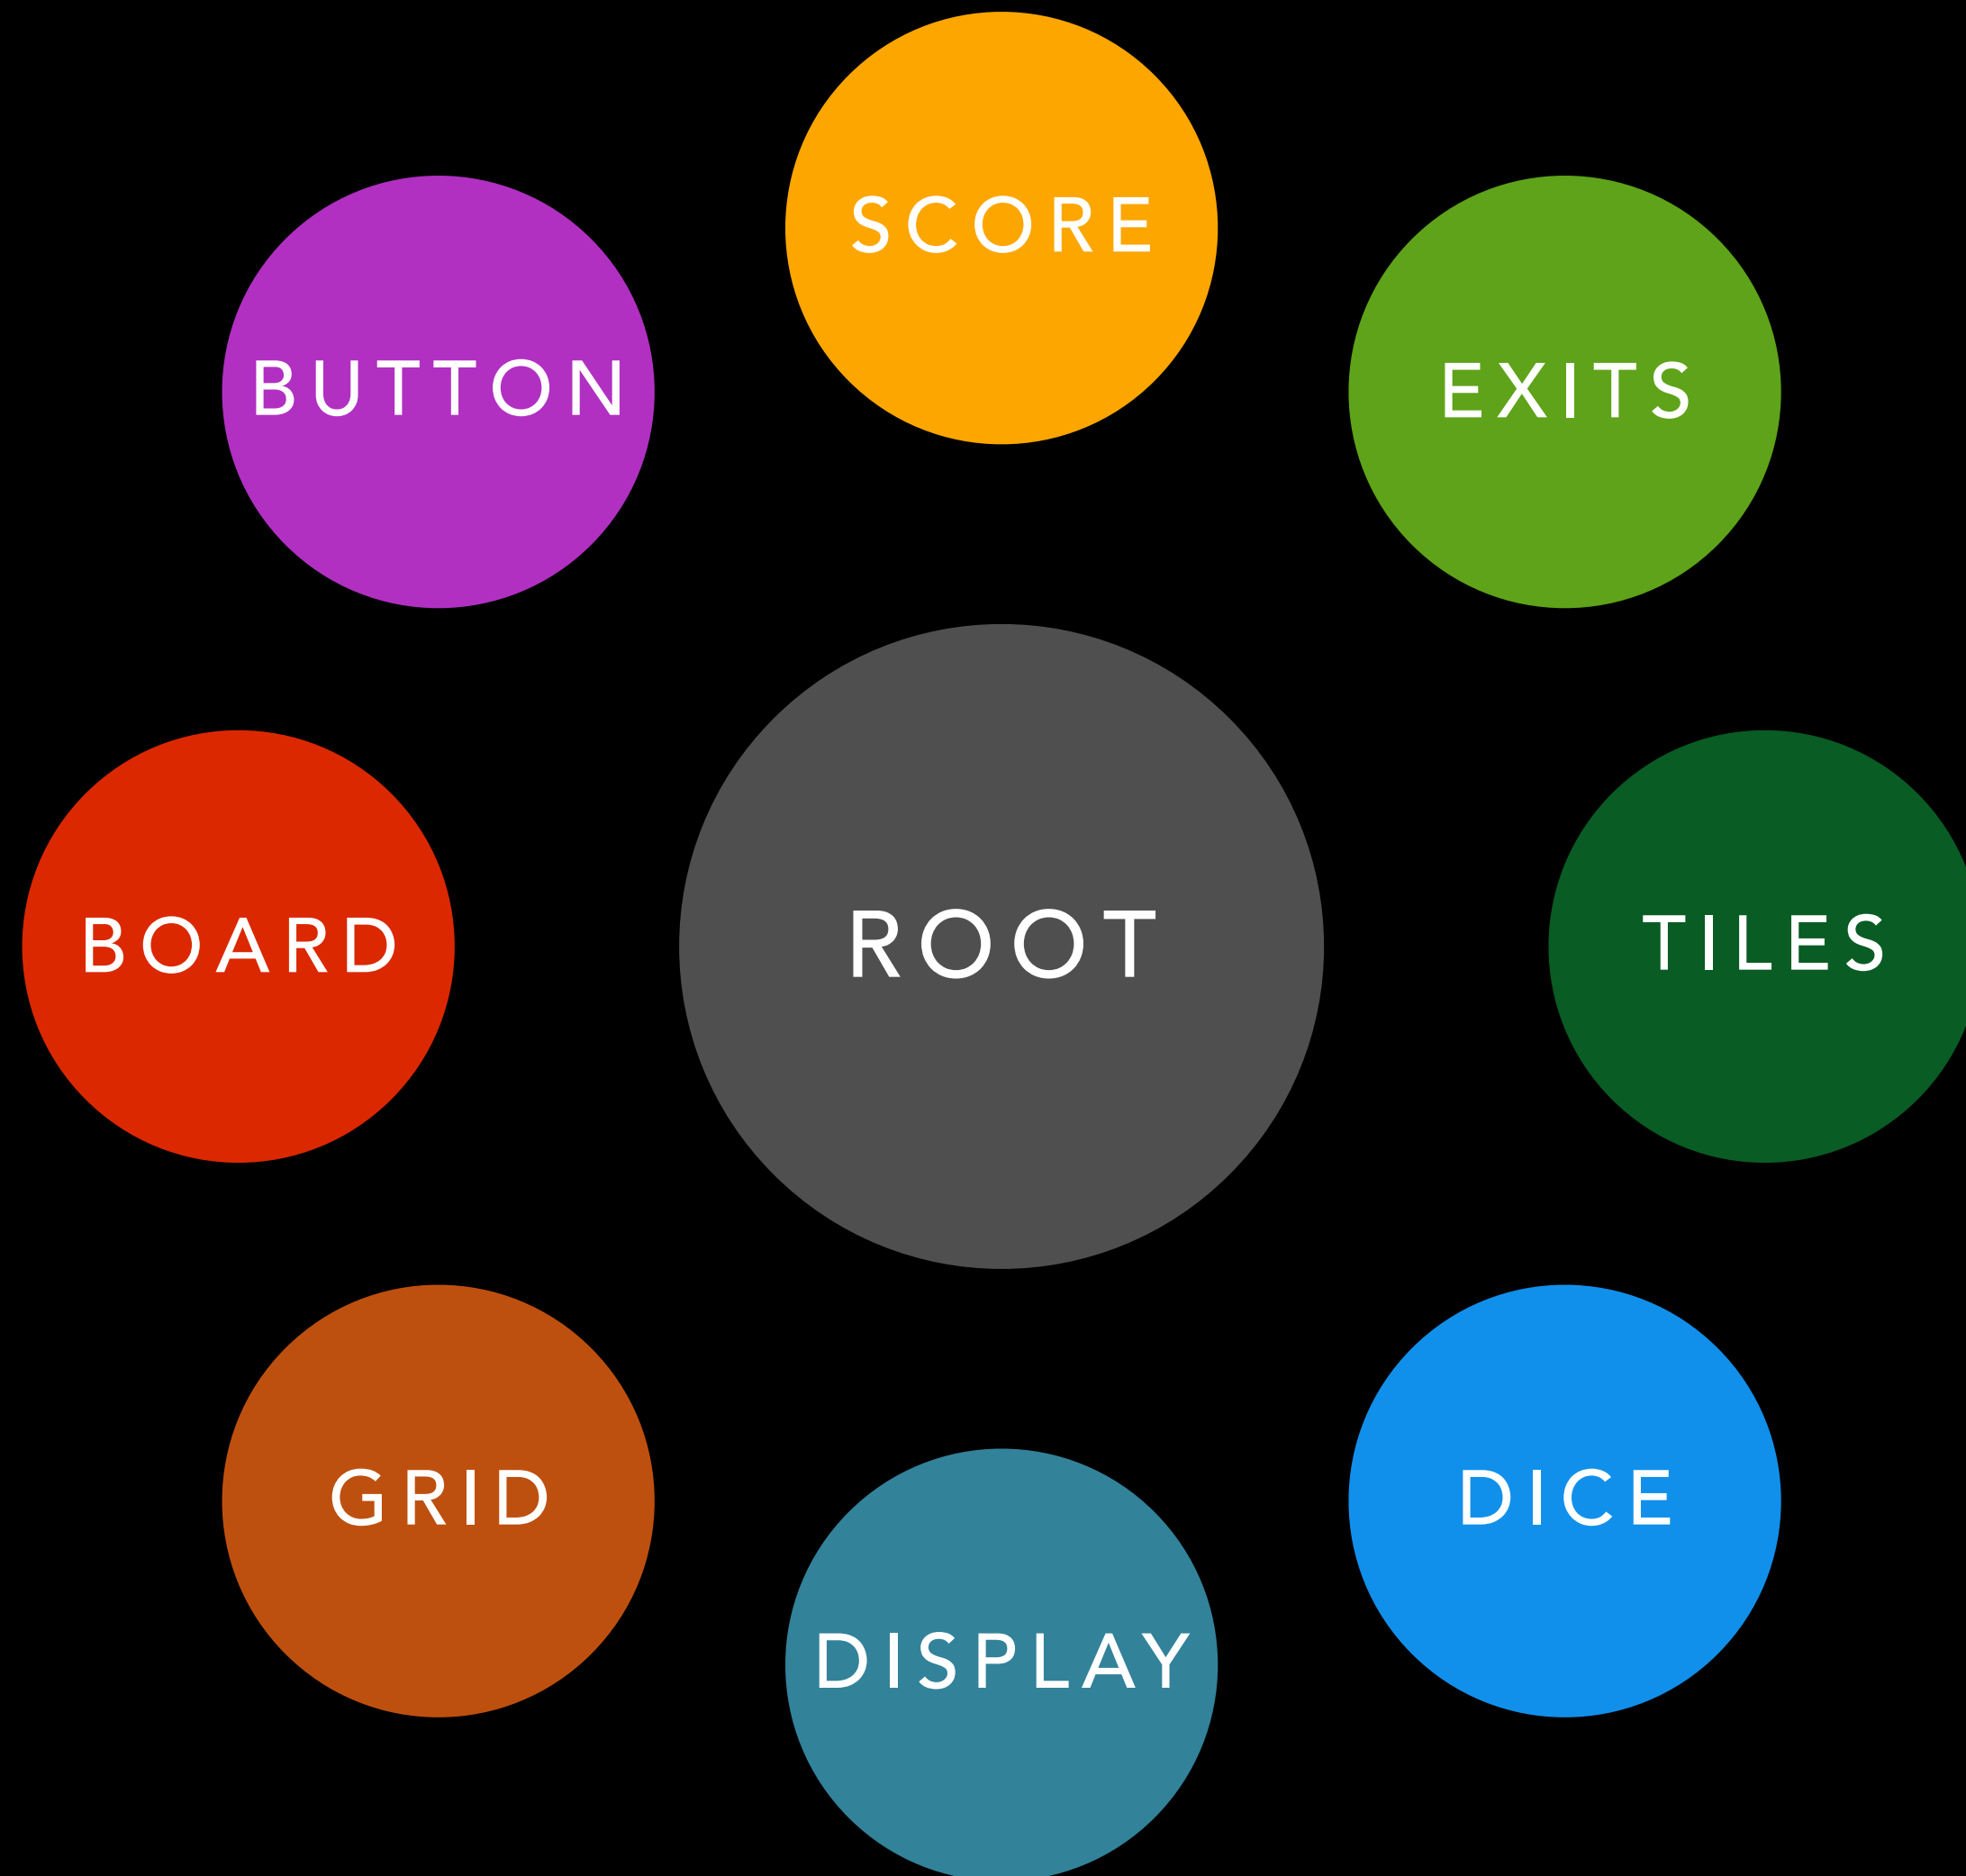 SCORE
BUTTON
EXITS
BOARD
ROOT
TILES
GRID
DICE
DISPLAY